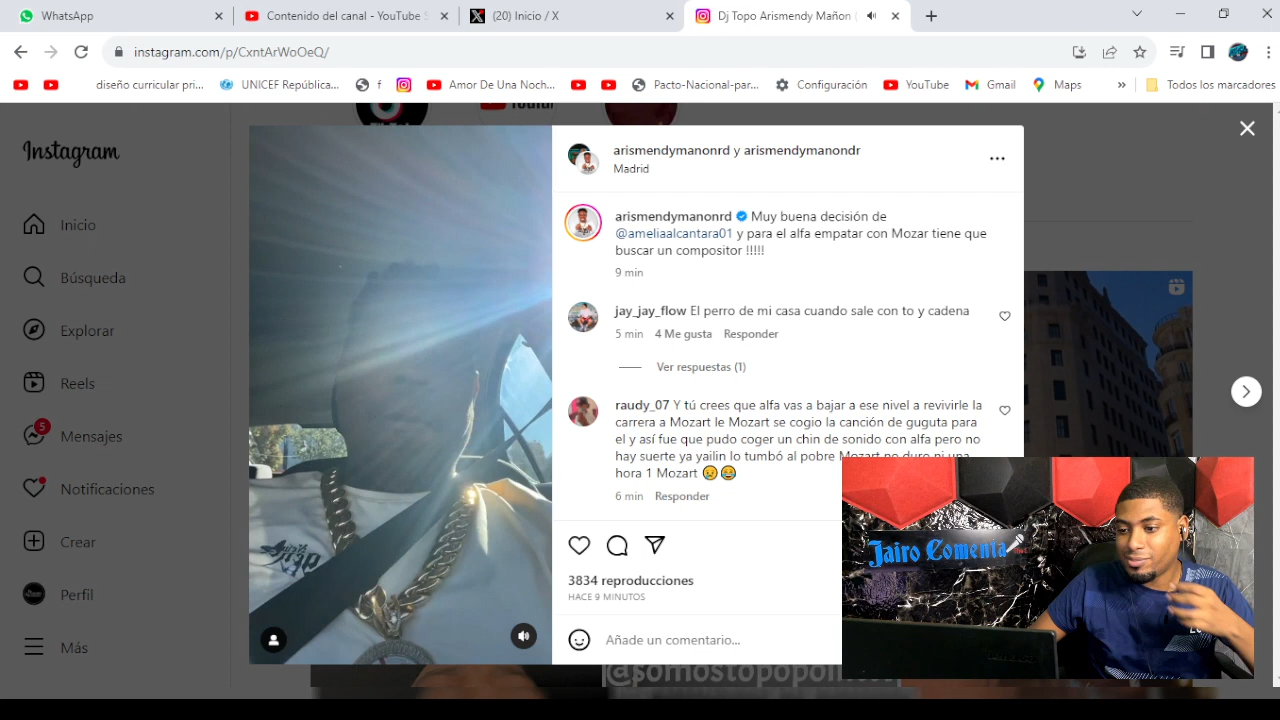 WhatsApp
Contenido del canal - YouTube S
(20) Inicio / X
Dj Topo Arismendy Mañon (
instagram.com/p/CxntArWoOeQ/
diseño curricular pri...
UNICEF República...
f
Amor De Una Noch...
Pacto-Nacional-par...
Configuración
YouTube
Gmail
Maps
»
Todos los marcadores
Instagram
Inicio
Búsqueda
Explorar
Reels
5
Mensajes
Notificaciones
Crear
Perfil
Más
arismendymanonrd y arismendymanondr
Madrid
arismendymanonrd Muy buena decisión de
@ameliaalcantara01 y para el alfa empatar con Mozar tiene que
buscar un compositor !!!!!
9 min
jay_jay_flow El perro de mi casa cuando sale con to y cadena
5 min 4 Me gusta Responder
Ver respuestas (1)
raudy_07 Y tú crees que alfa vas a bajar a ese nivel a revivirle la
carrera a Mozart le Mozart se cogio la canción de guguta para
el y así fue que pudo coger un chin de sonido con alfa pero no
hay suerte ya yailin lo tumbó al pobre Mozart no duro ni una
hora 1 Mozart 😥😂
6 min Responder
3834 reproducciones
HACE 9 MINUTOS
Añade un comentario...
Jairo Comenta